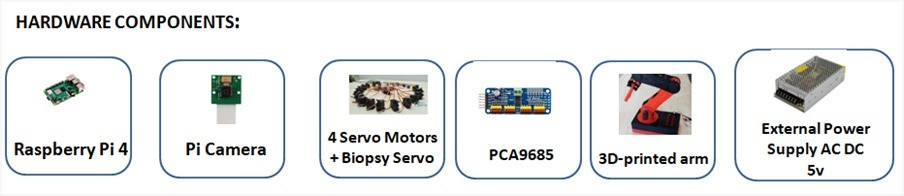 HARDWARE COMPONENTS:
Raspberry Pi 4
Pi Camera
4 Servo Motors
+ Biopsy Servo
PCA9685
3D-printed arm
External Power
Supply AC DC
5v